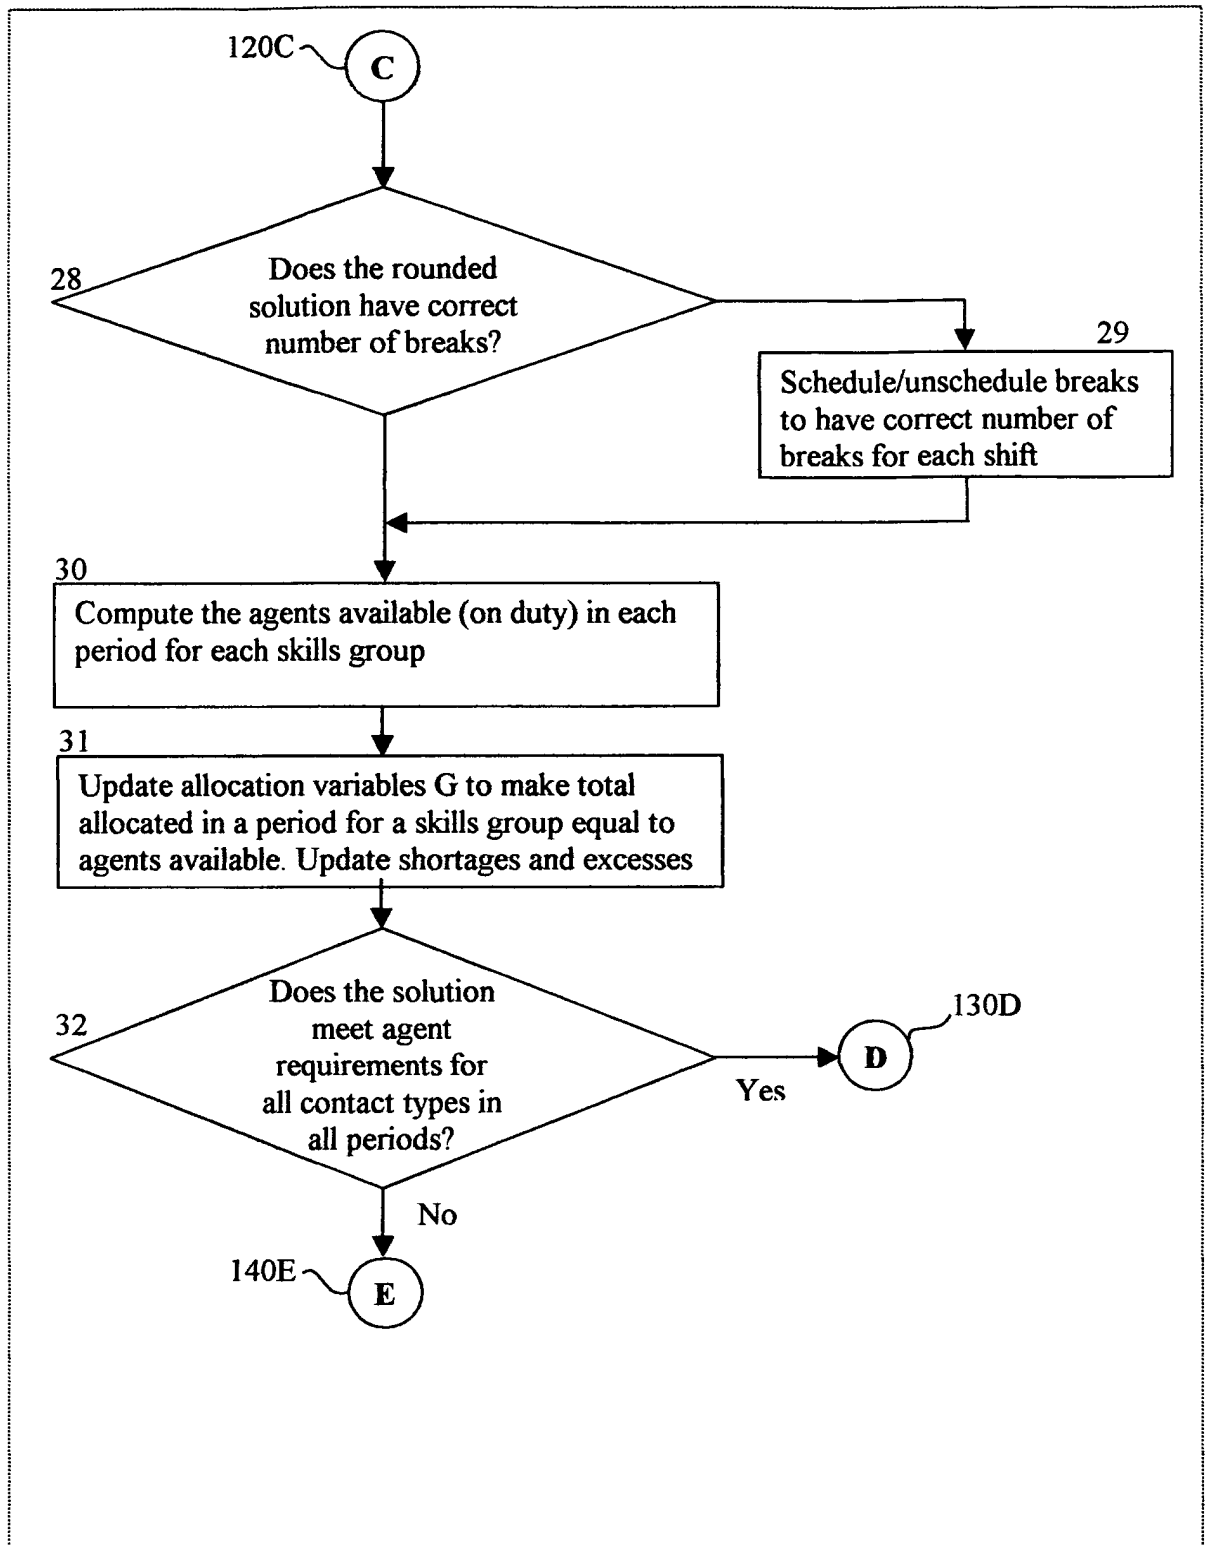 120C
C
28
Does the rounded
solution have correct
number of breaks?
29
Schedule/unschedule breaks
to have correct number of
breaks for each shift
30
Compute the agents available (on duty) in each
period for each skills group
31
Update allocation variables G to make total
allocated in a period for a skills group equal to
agents available. Update shortages and excesses
32
Does the solution
meet agent
requirements for
all contact types in
all periods?
Yes
130D
D
No
140E
E